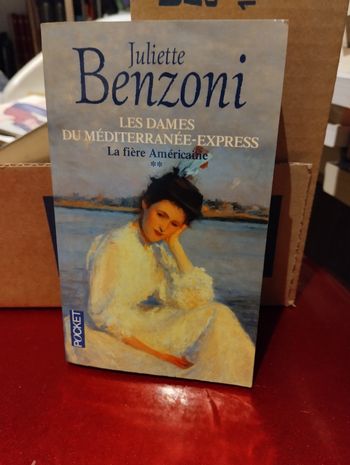 Juliette
Benzoni
LES DAMES
DU MÉDITERRANÉE-EXPRESS
La fière Américaine
**
POCKET